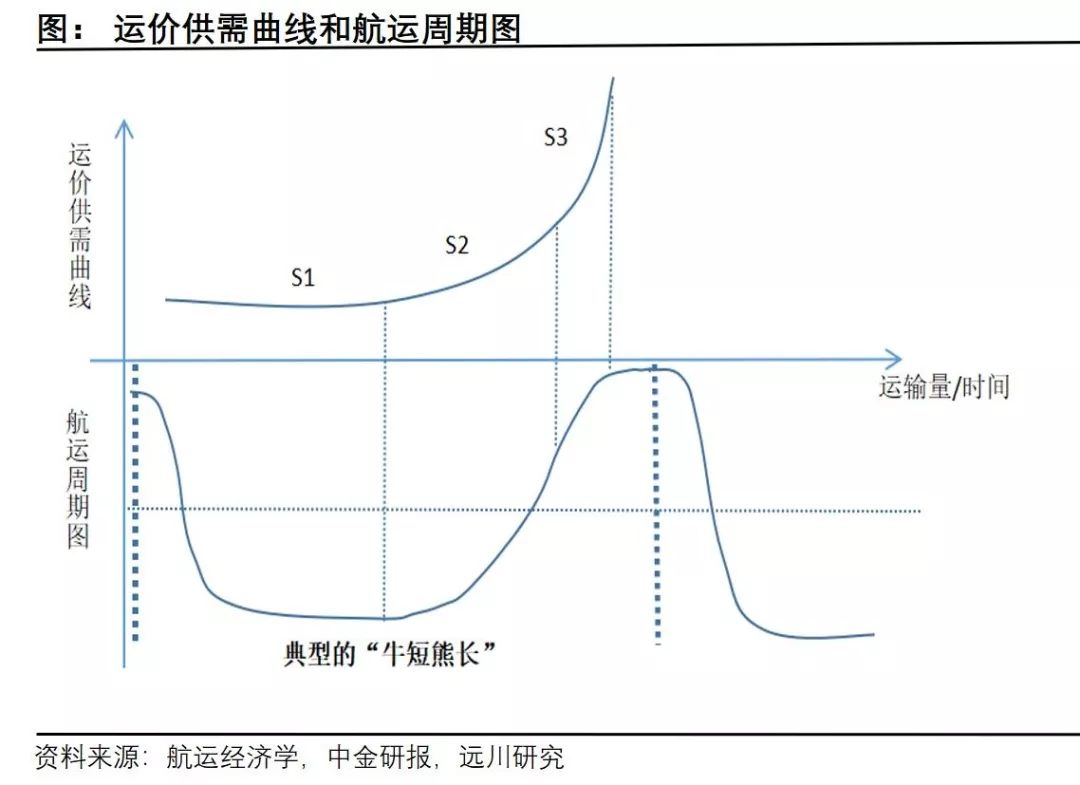 图： 运价供需曲线和航运周期图
运价供需曲线
S1
S2
S3
运输量/时间
航运周期图
典型的“牛短熊长”
资料来源：航运经济学，中金研报，远川研究